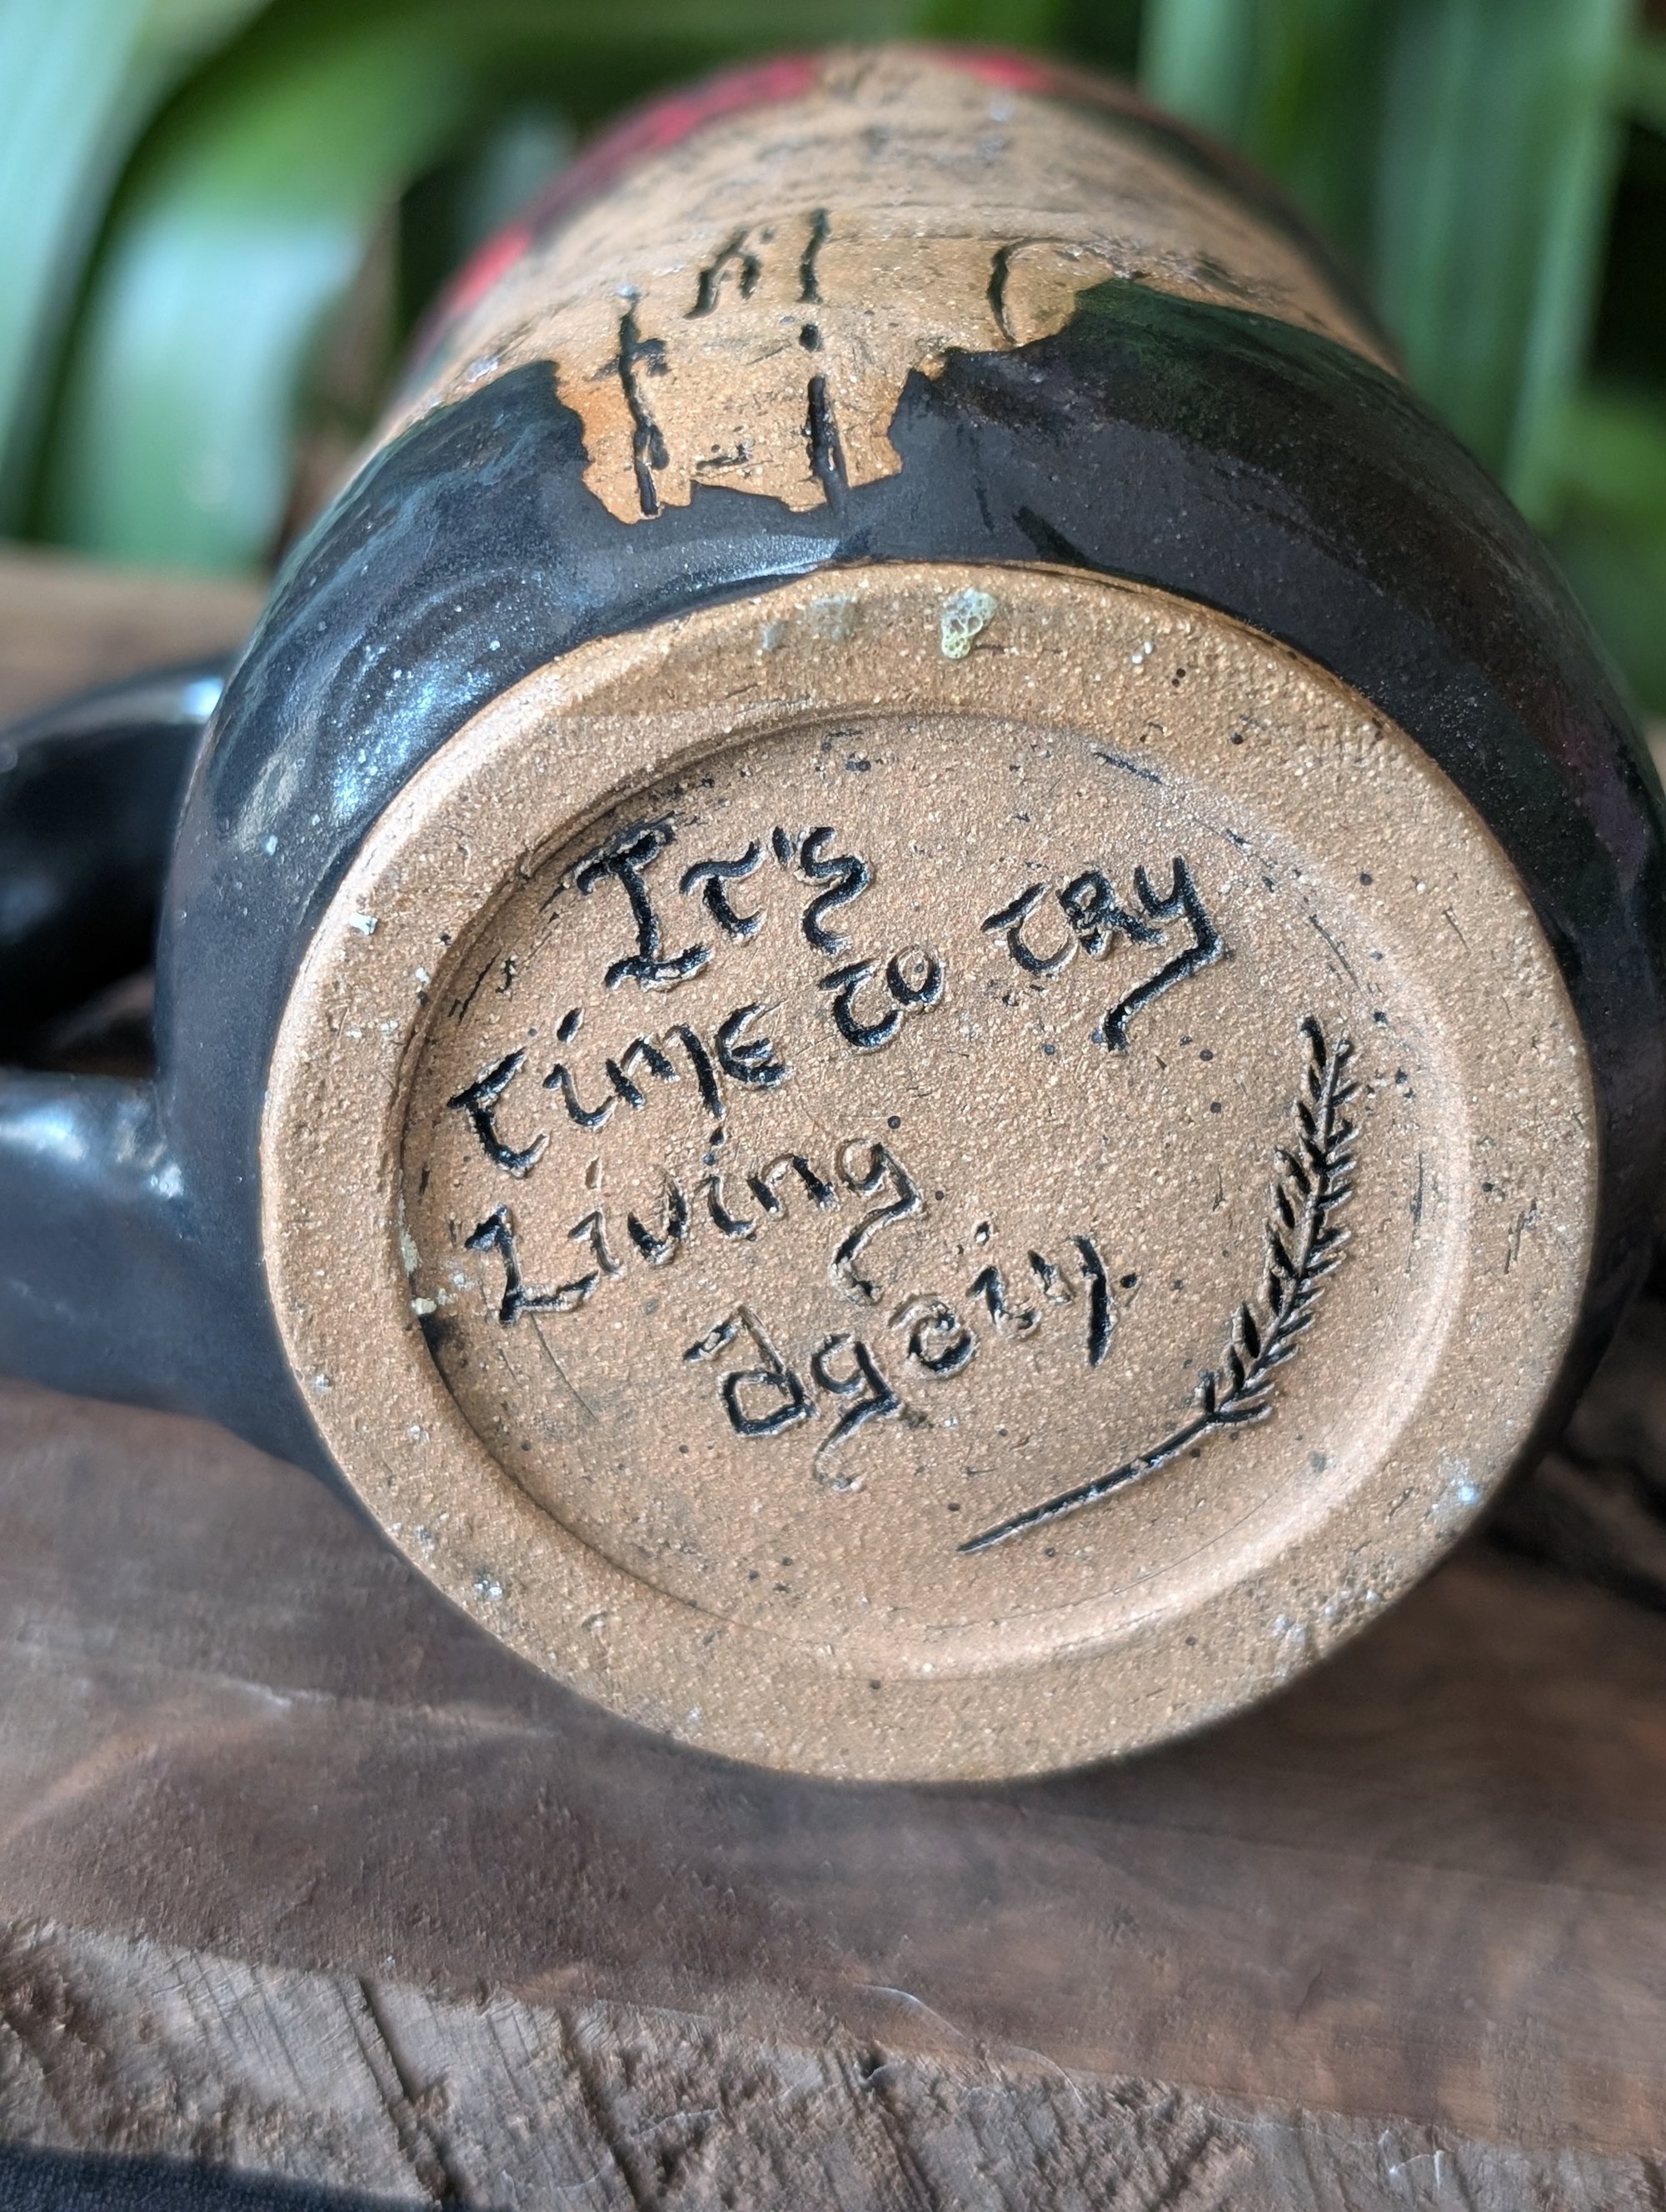 It's
time to try
Living
again.